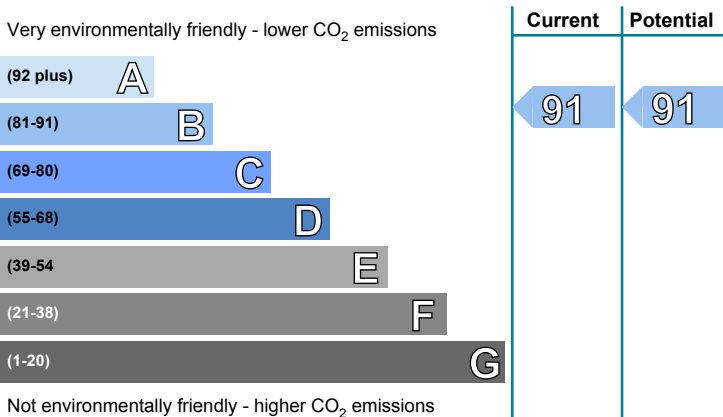 Very environmentally friendly - lower CO2 emissions
Current
Potential
(92 plus) A
(81-91) B
91
91
(69-80) C
(55-68) D
(39-54 E
(21-38) F
(1-20) G
Not environmentally friendly - higher CO2 emissions